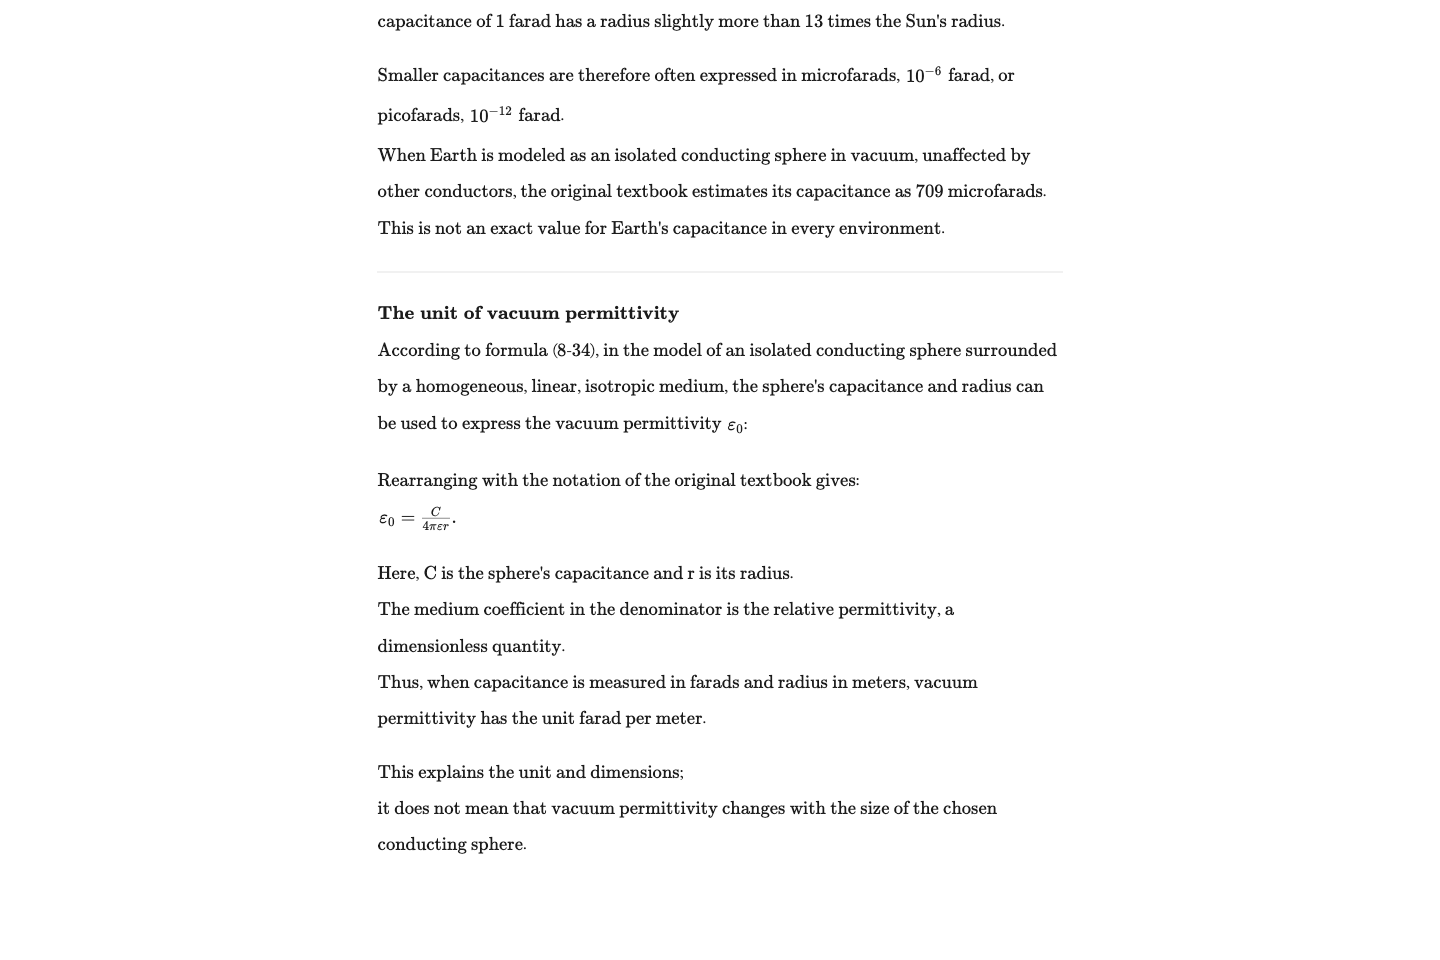 capacitance of 1 farad has a radius slightly more than 13 times the Sun's radius.
Smaller capacitances are therefore often expressed in microfarads, 10⁻⁶ farad, or
picofarads, 10⁻¹² farad.
When Earth is modeled as an isolated conducting sphere in vacuum, unaffected by
other conductors, the original textbook estimates its capacitance as 709 microfarads.
This is not an exact value for Earth's capacitance in every environment.
The unit of vacuum permittivity
According to formula (8-34), in the model of an isolated conducting sphere surrounded
by a homogeneous, linear, isotropic medium, the sphere's capacitance and radius can
be used to express the vacuum permittivity ε₀:
Rearranging with the notation of the original textbook gives:
ε₀ = C/4πεr.
Here, C is the sphere's capacitance and r is its radius.
The medium coefficient in the denominator is the relative permittivity, a
dimensionless quantity.
Thus, when capacitance is measured in farads and radius in meters, vacuum
permittivity has the unit farad per meter.
This explains the unit and dimensions;
it does not mean that vacuum permittivity changes with the size of the chosen
conducting sphere.